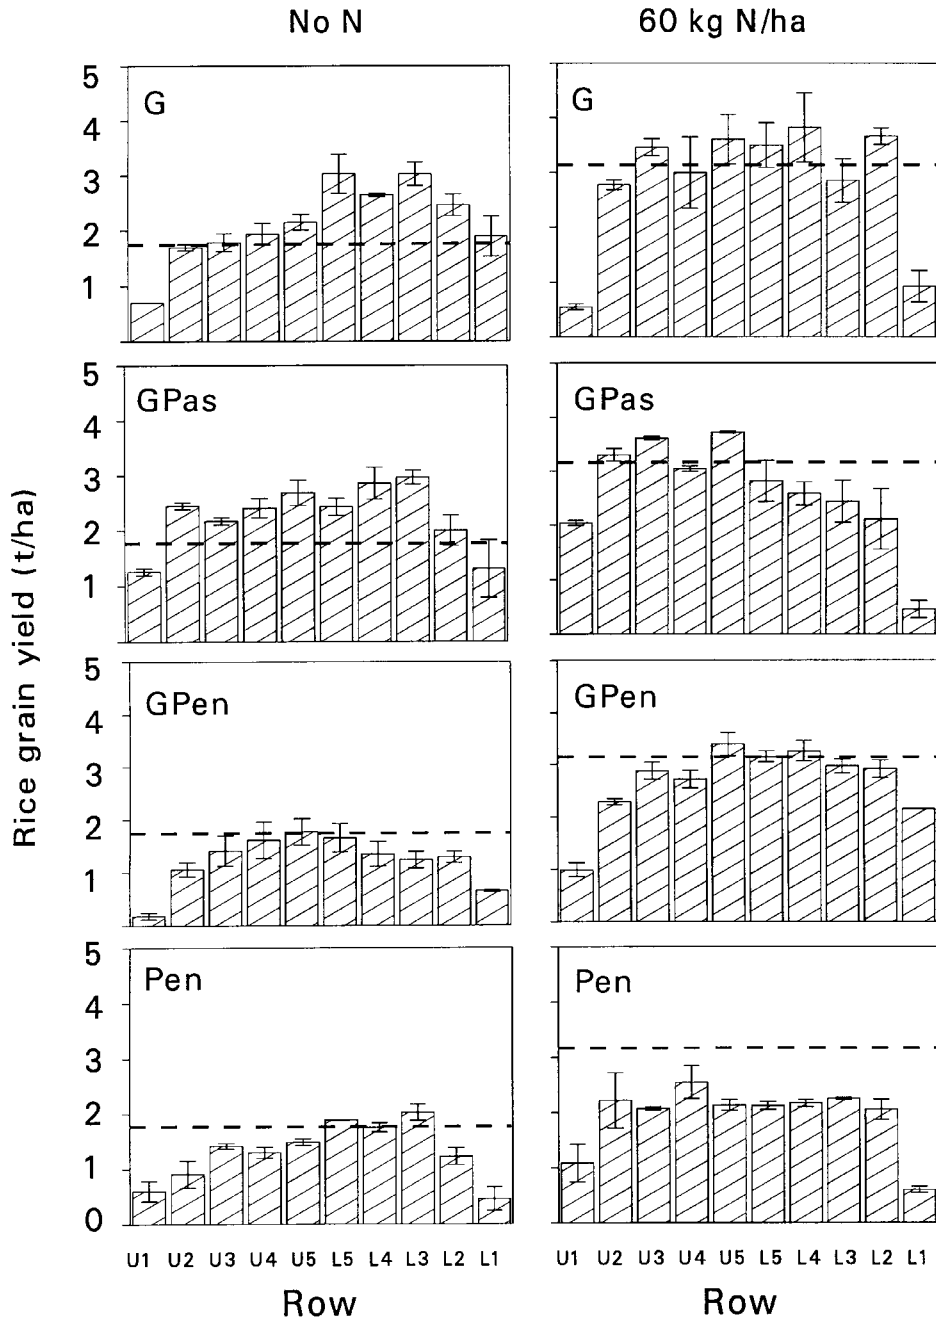 No N
60 kg N/ha
Rice grain yield (t/ha)
5
4
3
2
1
G
G
5
4
3
2
1
GPas
GPas
5
4
3
2
1
GPen
GPen
5
4
3
2
1
0
Pen
Pen
U1 U2 U3 U4 U5 L5 L4 L3 L2 L1
U1 U2 U3 U4 U5 L5 L4 L3 L2 L1
Row
Row